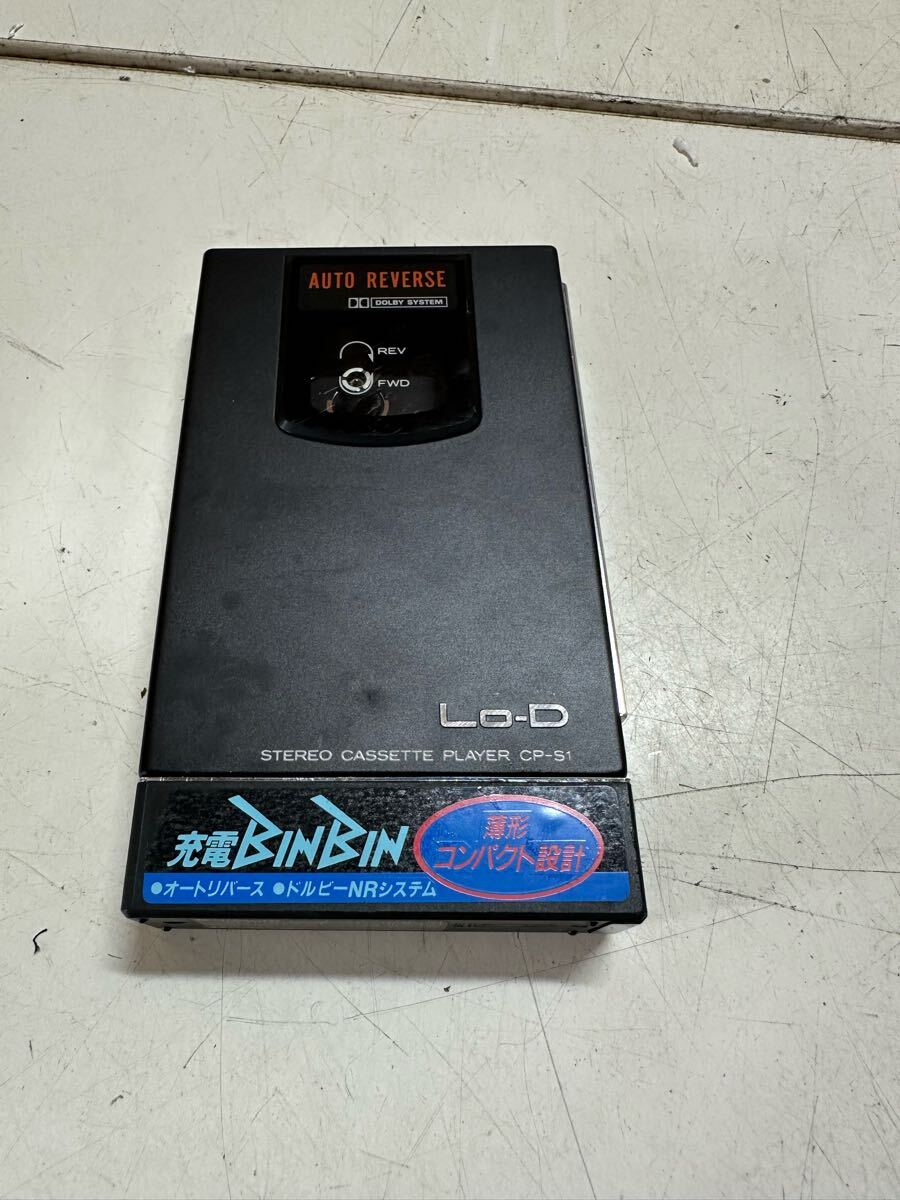 AUTO REVERSE
DOLBY SYSTEM
REV
FWD
Lo-D
STEREO CASSETTE PLAYER CP-S1
充電BINBIN
薄形
コンパクト設計
●オートリバース ●ドルビーNRシステム